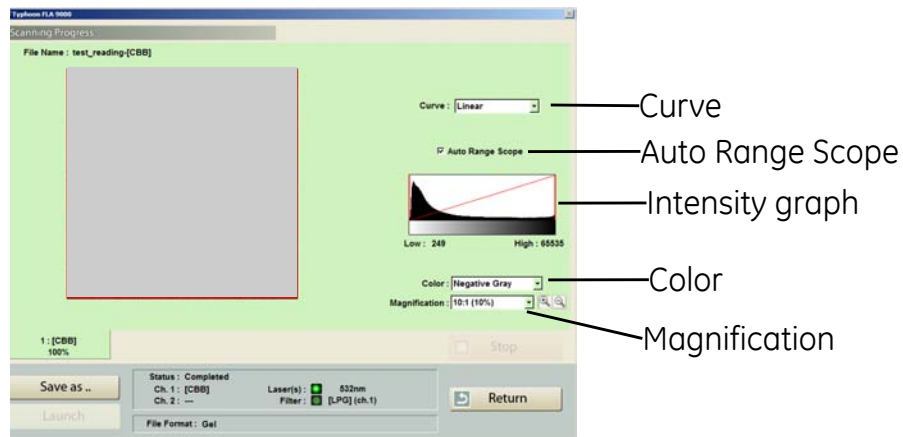 Typhoon FLA 9000
Scanning Progress
File Name : test_reading-[CBB]
Curve : Linear
Curve
Auto Range Scope
Auto Range Scope
Intensity graph
Low : 249 High : 65535
Color : Negative Gray
Color
Magnification : 10:1 (10%)
Magnification
1 : [CBB]
100%
Stop
Save as ..
Launch
Status : Completed
Ch. 1 : [CBB] Laser(s) : 532nm
Ch. 2 : --- Filter : [LPG] (ch.1)
File Format : Gel
Return